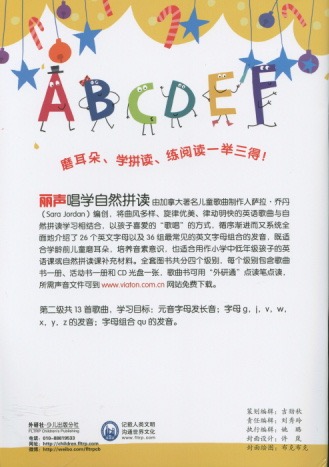 ABCDEF
磨耳朵、学拼读、练阅读一举三得！
丽声唱学自然拼读 由加拿大著名儿童歌曲制作人萨拉·乔丹
（Sara Jordan）编创，将曲风多样、旋律优美、律动明快的英语歌曲与自
然拼读学习相结合，以孩子喜爱的“歌唱”的方式，循序渐进而又系统全
面地介绍了 26 个英文字母以及 36 组最常见的英文字母组合的发音，既适
合学龄前儿童磨耳朵、培养音素意识，也适合用作小学中低年级孩子的英
语课或自然拼读课补充材料。全套图书共分四个级别，每个级别包含歌曲
书一册、活动书一册和 CD 光盘一张，歌曲书可用“外研通”点读笔点读，
所需声音文件可到 www.viaton.com.cn 网站免费下载。
第二级共 13 首歌曲，学习目标：元音字母发长音；字母 g，j，v，w，
x，y，z 的发音；字母组合 qu 的发音。
外研社·少儿出版分社
FLTRP Children's Publishing
电话：010-88819533
网址：http://children.fltrp.com
微博：http://weibo.com/fltrpcb
记载人类文明
沟通世界文化
www.fltrp.com
策划编辑：
责任编辑：刘秀玲
执行编辑：姚璐
封面设计：许岚
封面绘图：布克布克